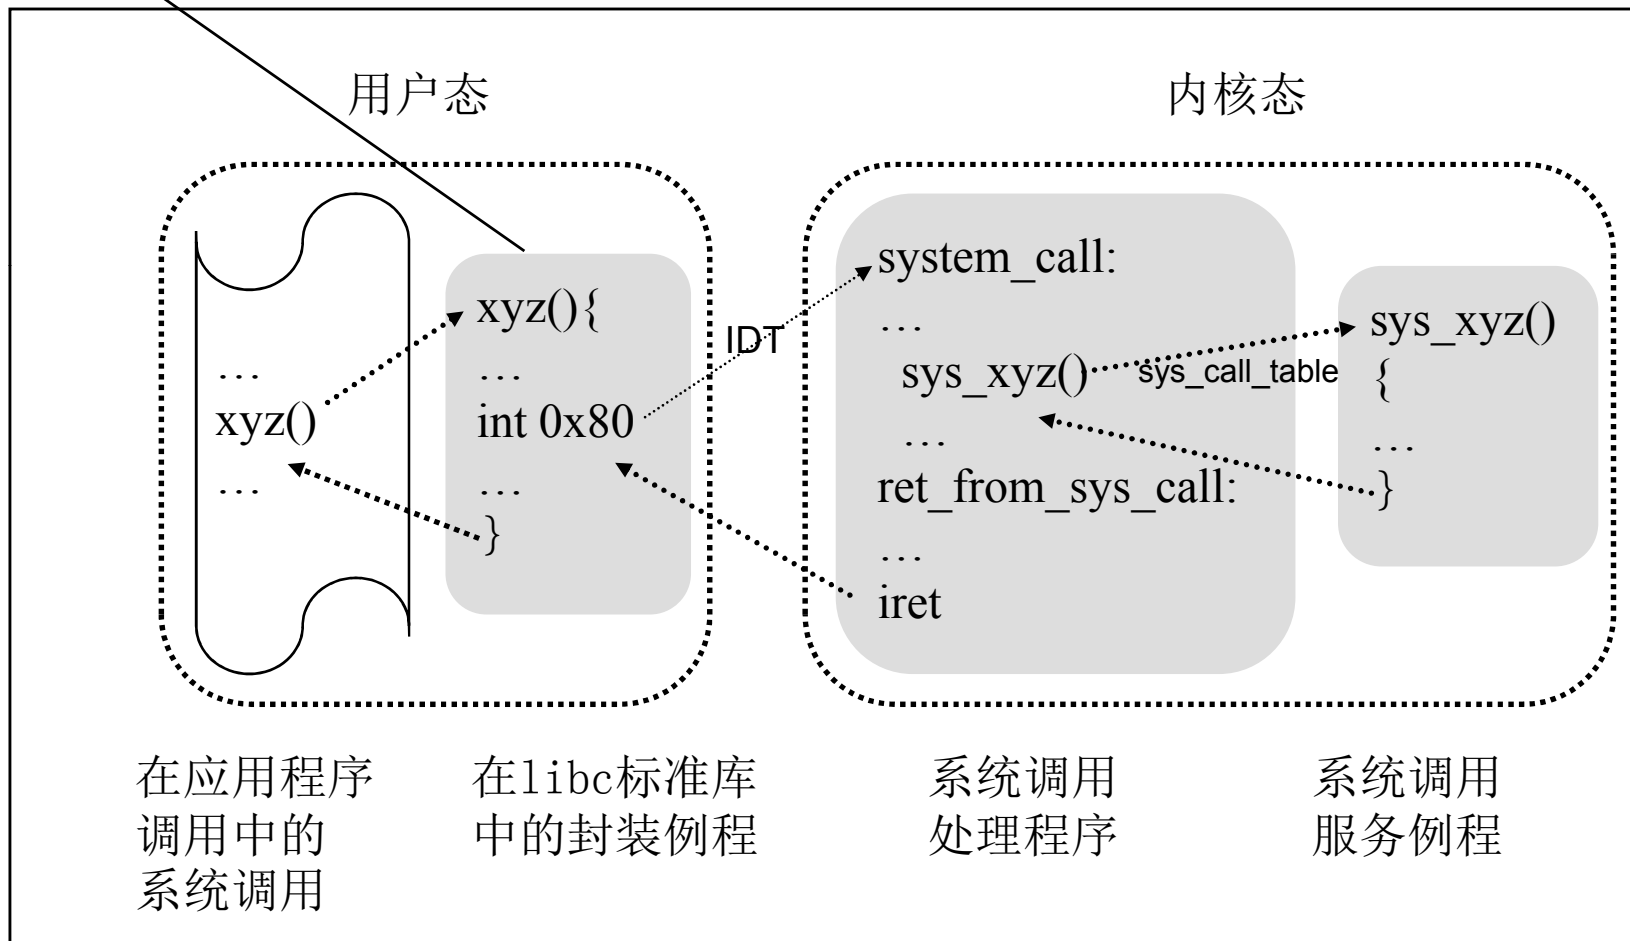 用户态
内核态
…
xyz()
…
xyz(){
…
int 0x80
…
}
IDT
system_call:
…
sys_xyz()
…
ret_from_sys_call:
…
iret
sys_call_table
sys_xyz()
{
…
}
在应用程序
调用中的
系统调用
在libc标准库
中的封装例程
系统调用
处理程序
系统调用
服务例程